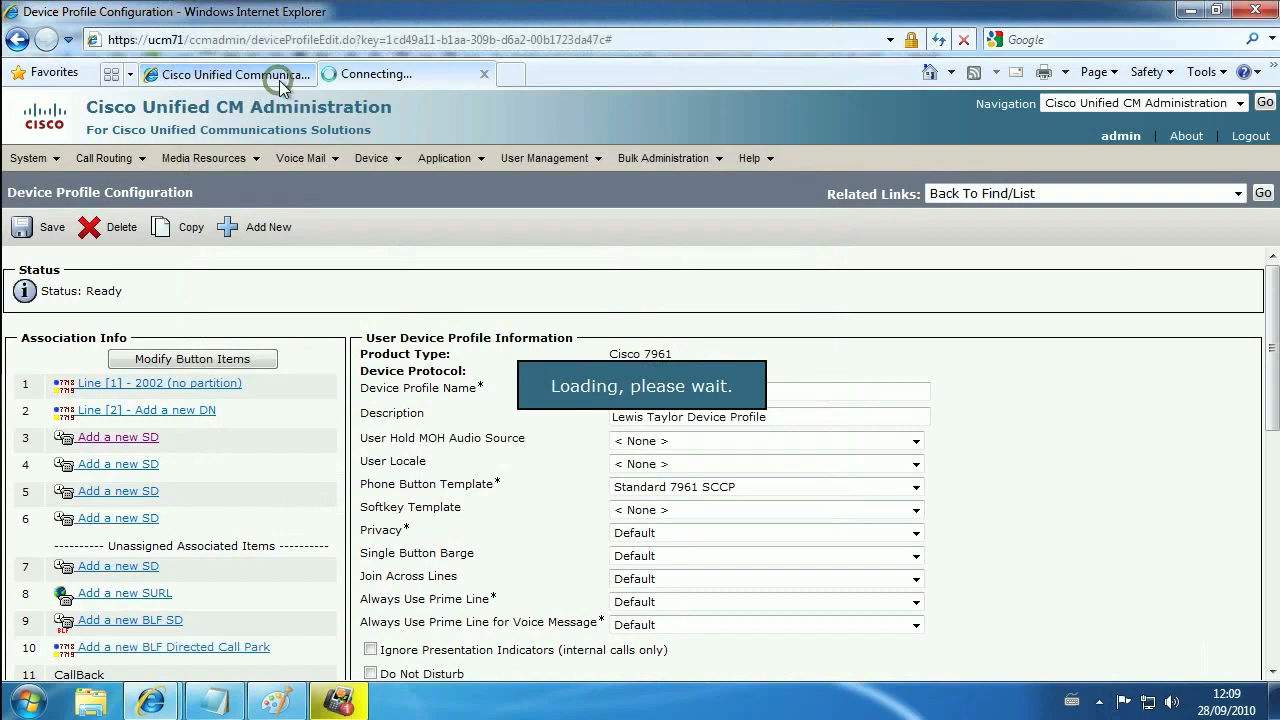 Device Profile Configuration - Windows Internet Explorer
https://ucm71/ccmadmin/deviceProfileEdit.do?key=1cd49a11-b1aa-309b-d6a2-00b1723da47c#
Google
Favorites
Cisco Unified Communica...
Connecting...
Page
Safety
Tools
CISCO
Cisco Unified CM Administration
For Cisco Unified Communications Solutions
Navigation
Cisco Unified CM Administration
Go
admin
About
Logout
System
Call Routing
Media Resources
Voice Mail
Device
Application
User Management
Bulk Administration
Help
Device Profile Configuration
Related Links:
Back To Find/List
Go
Save
Delete
Copy
Add New
Status
Status: Ready
Association Info
Modify Button Items
1 Line [1] - 2002 (no partition)
2 Line [2] - Add a new DN
3 Add a new SD
4 Add a new SD
5 Add a new SD
6 Add a new SD
---------- Unassigned Associated Items ----------
7 Add a new SD
8 Add a new SURL
9 Add a new BLF SD
10 Add a new BLF Directed Call Park
11 CallBack
User Device Profile Information
Product Type: Cisco 7961
Device Protocol:
Device Profile Name*
Loading, please wait.
Description Lewis Taylor Device Profile
User Hold MOH Audio Source < None >
User Locale < None >
Phone Button Template* Standard 7961 SCCP
Softkey Template < None >
Privacy* Default
Single Button Barge Default
Join Across Lines Default
Always Use Prime Line* Default
Always Use Prime Line for Voice Message* Default
Ignore Presentation Indicators (internal calls only)
Do Not Disturb
12:09
28/09/2010